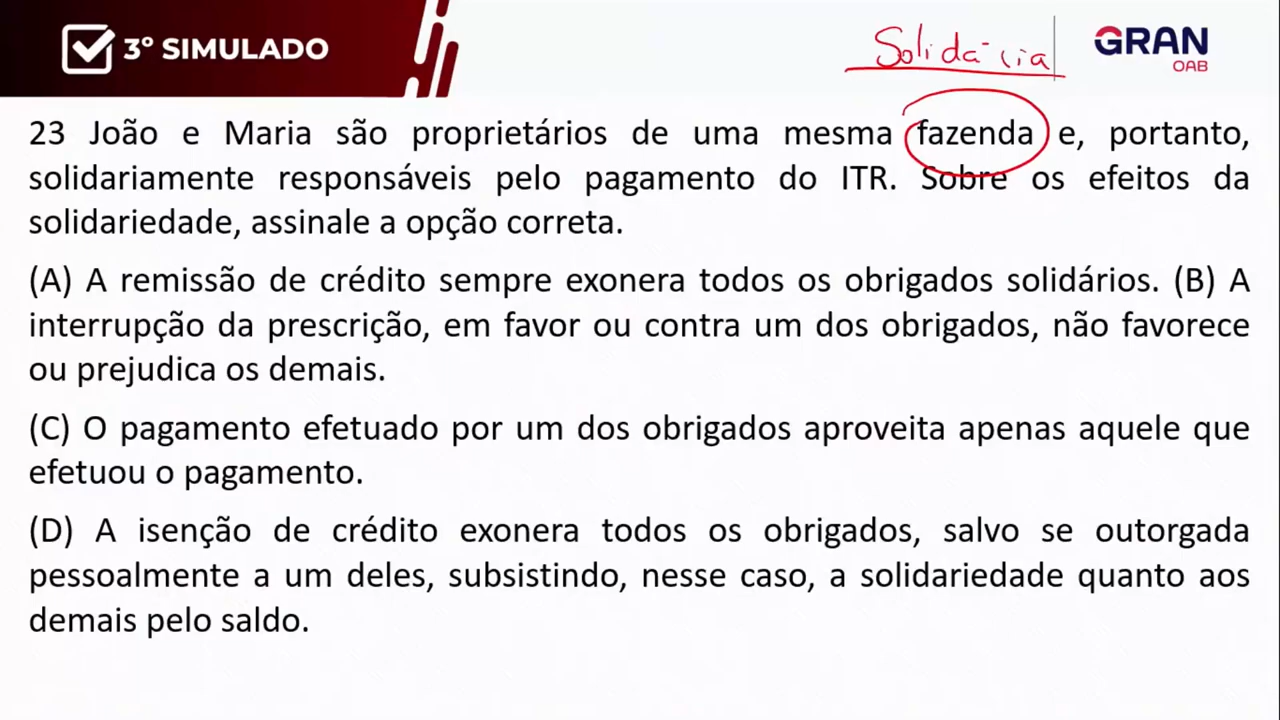 3º SIMULADO
Solidária
GRAN
OAB
23 João e Maria são proprietários de uma mesma fazenda e, portanto,
solidariamente responsáveis pelo pagamento do ITR. Sobre os efeitos da
solidariedade, assinale a opção correta.
(A) A remissão de crédito sempre exonera todos os obrigados solidários. (B) A
interrupção da prescrição, em favor ou contra um dos obrigados, não favorece
ou prejudica os demais.
(C) O pagamento efetuado por um dos obrigados aproveita apenas aquele que
efetuou o pagamento.
(D) A isenção de crédito exonera todos os obrigados, salvo se outorgada
pessoalmente a um deles, subsistindo, nesse caso, a solidariedade quanto aos
demais pelo saldo.